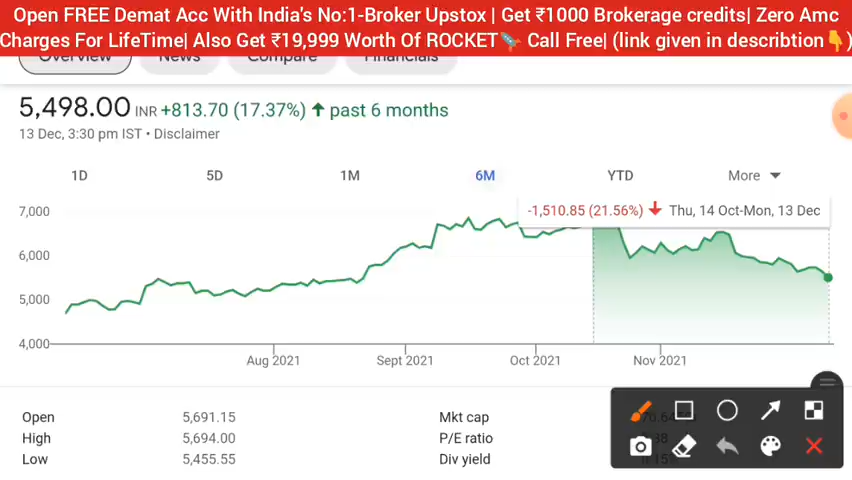 Open FREE Demat Acc With India's No:1-Broker Upstox | Get ₹1000 Brokerage credits| Zero Amc
Charges For LifeTime| Also Get ₹19,999 Worth Of ROCKET🚀 Call Free| (link given in describtion👇)
Overview News Compare Financials
5,498.00 INR +813.70 (17.37%) ↑ past 6 months
13 Dec, 3:30 pm IST • Disclaimer
1D 5D 1M 6M YTD More
-1,510.85 (21.56%) ↓ Thu, 14 Oct-Mon, 13 Dec
7,000
6,000
5,000
4,000
Aug 2021 Sept 2021 Oct 2021 Nov 2021
Open 5,691.15 Mkt cap
High 5,694.00 P/E ratio
Low 5,455.55 Div yield